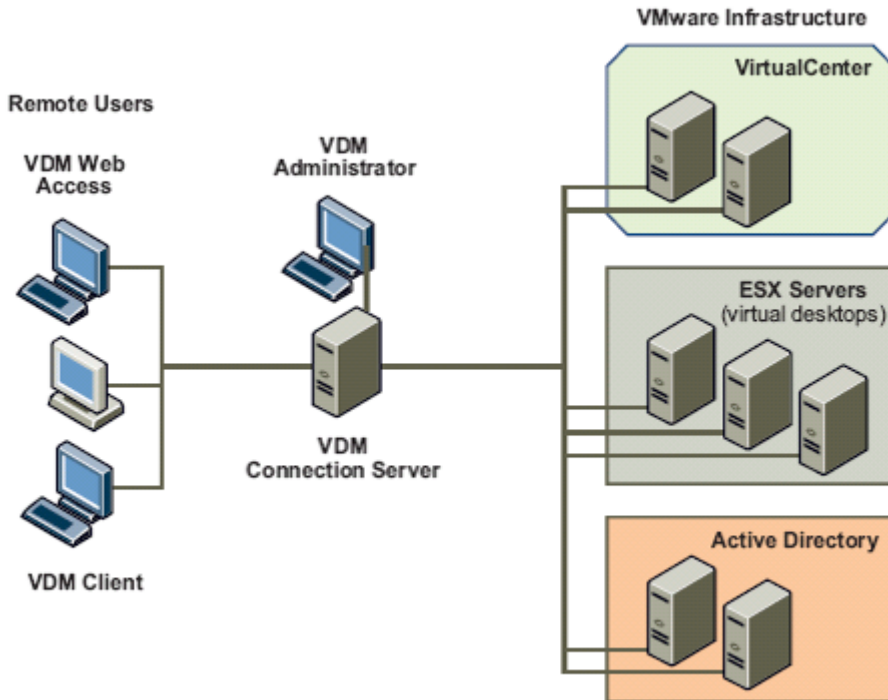 VMware Infrastructure
VirtualCenter
Remote Users
VDM Web
Access
VDM
Administrator
ESX Servers
(virtual desktops)
VDM
Connection Server
Active Directory
VDM Client